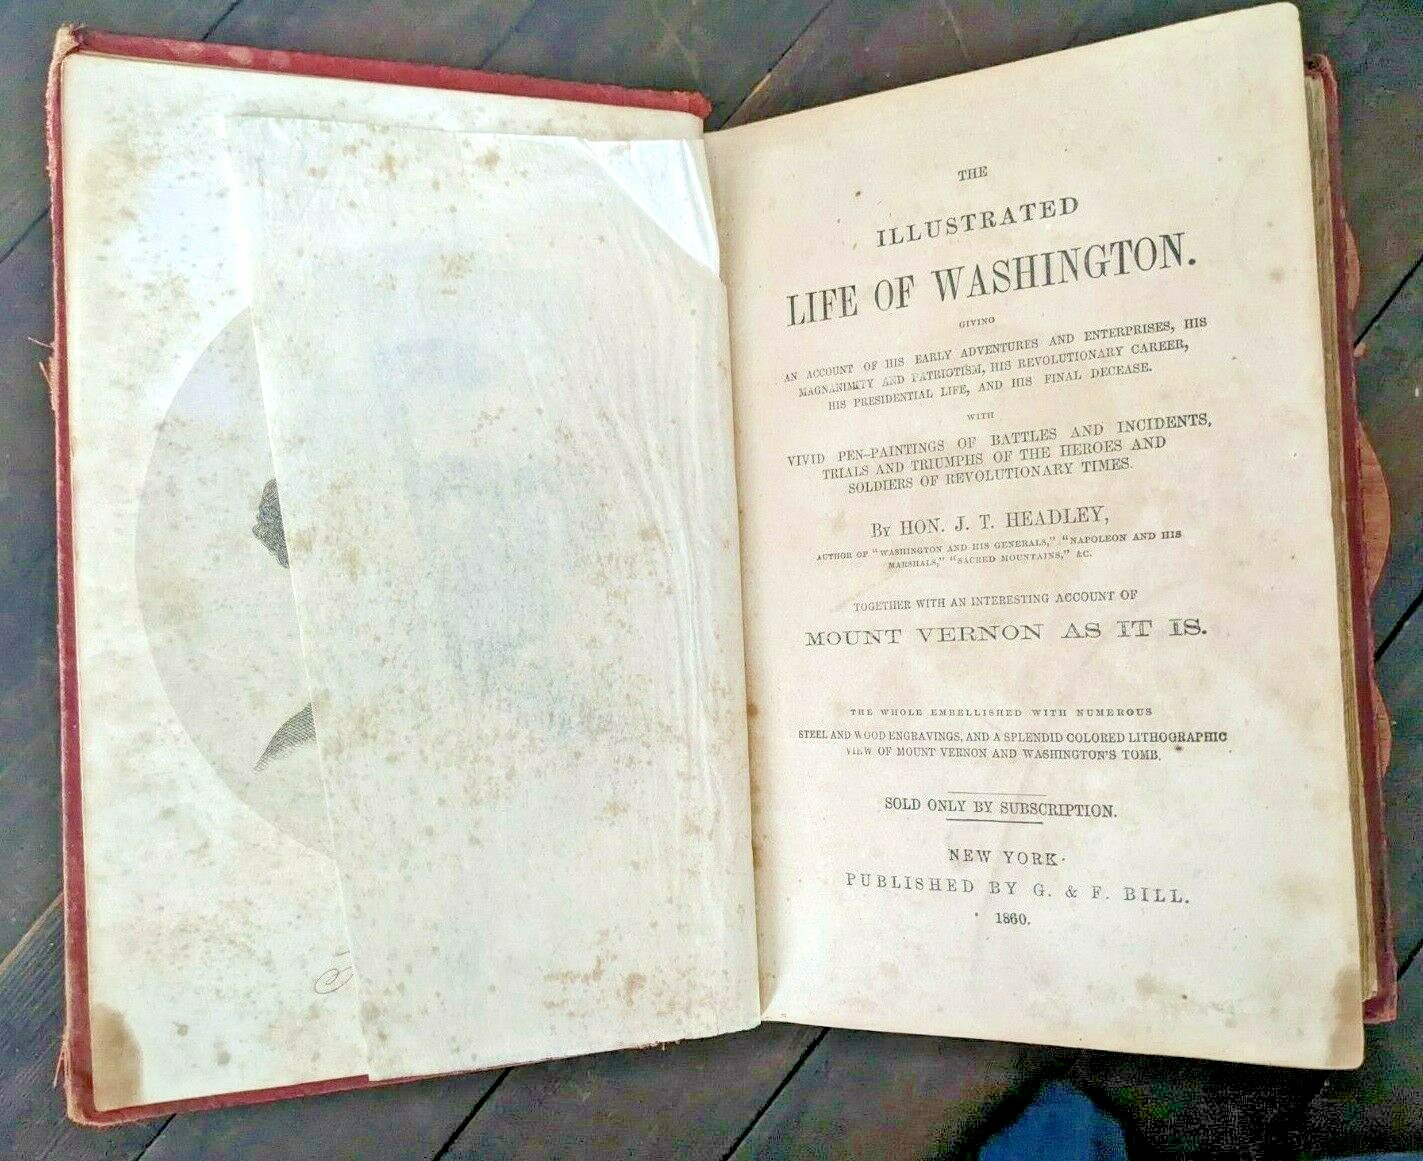 THE
ILLUSTRATED
LIFE OF WASHINGTON.
GIVING
AN ACCOUNT OF HIS EARLY ADVENTURES AND ENTERPRISES, HIS
MAGNANIMITY AND PATRIOTISM, HIS REVOLUTIONARY CAREER,
HIS PRESIDENTIAL LIFE, AND HIS FINAL DECEASE.
WITH
VIVID PEN-PAINTINGS OF BATTLES AND INCIDENTS,
TRIALS AND TRIUMPHS OF THE HEROES AND
SOLDIERS OF REVOLUTIONARY TIMES.
BY HON. J. T. HEADLEY,
AUTHOR OF "WASHINGTON AND HIS GENERALS," "NAPOLEON AND HIS
MARSHALS," "SACRED MOUNTAINS," &C.
TOGETHER WITH AN INTERESTING ACCOUNT OF
MOUNT VERNON AS IT IS.
THE WHOLE EMBELLISHED WITH NUMEROUS
STEEL AND WOOD ENGRAVINGS, AND A SPLENDID COLORED LITHOGRAPHIC
VIEW OF MOUNT VERNON AND WASHINGTON'S TOMB.
SOLD ONLY BY SUBSCRIPTION.
NEW YORK.
PUBLISHED BY G. & F. BILL.
1860.